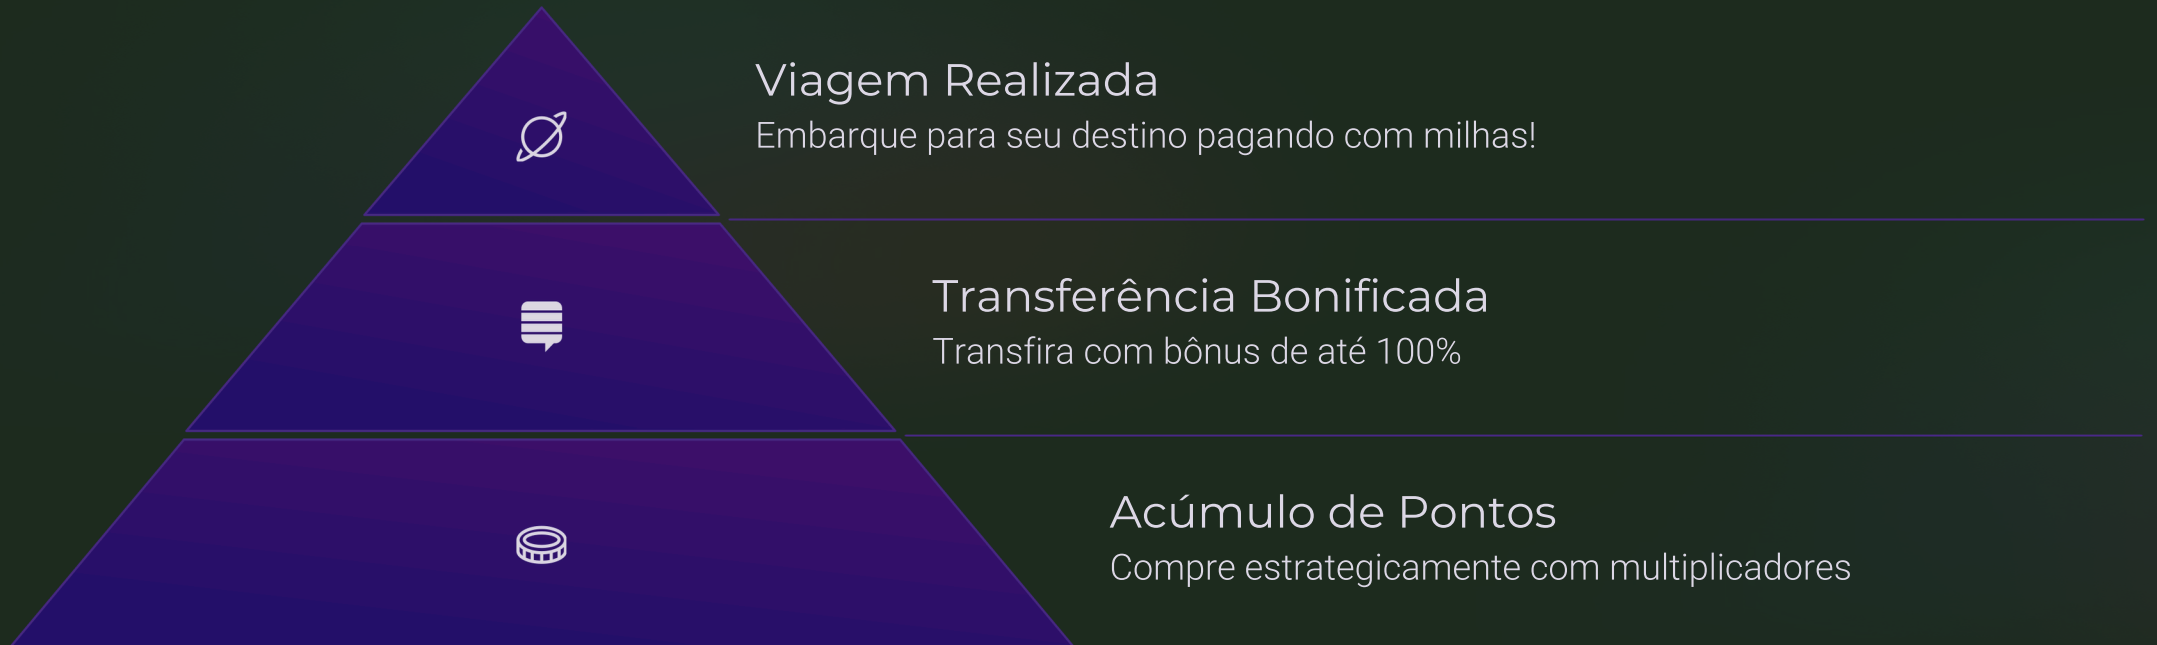 Viagem Realizada
Embarque para seu destino pagando com milhas!
Transferência Bonificada
Transfira com bônus de até 100%
Acúmulo de Pontos
Compre estrategicamente com multiplicadores